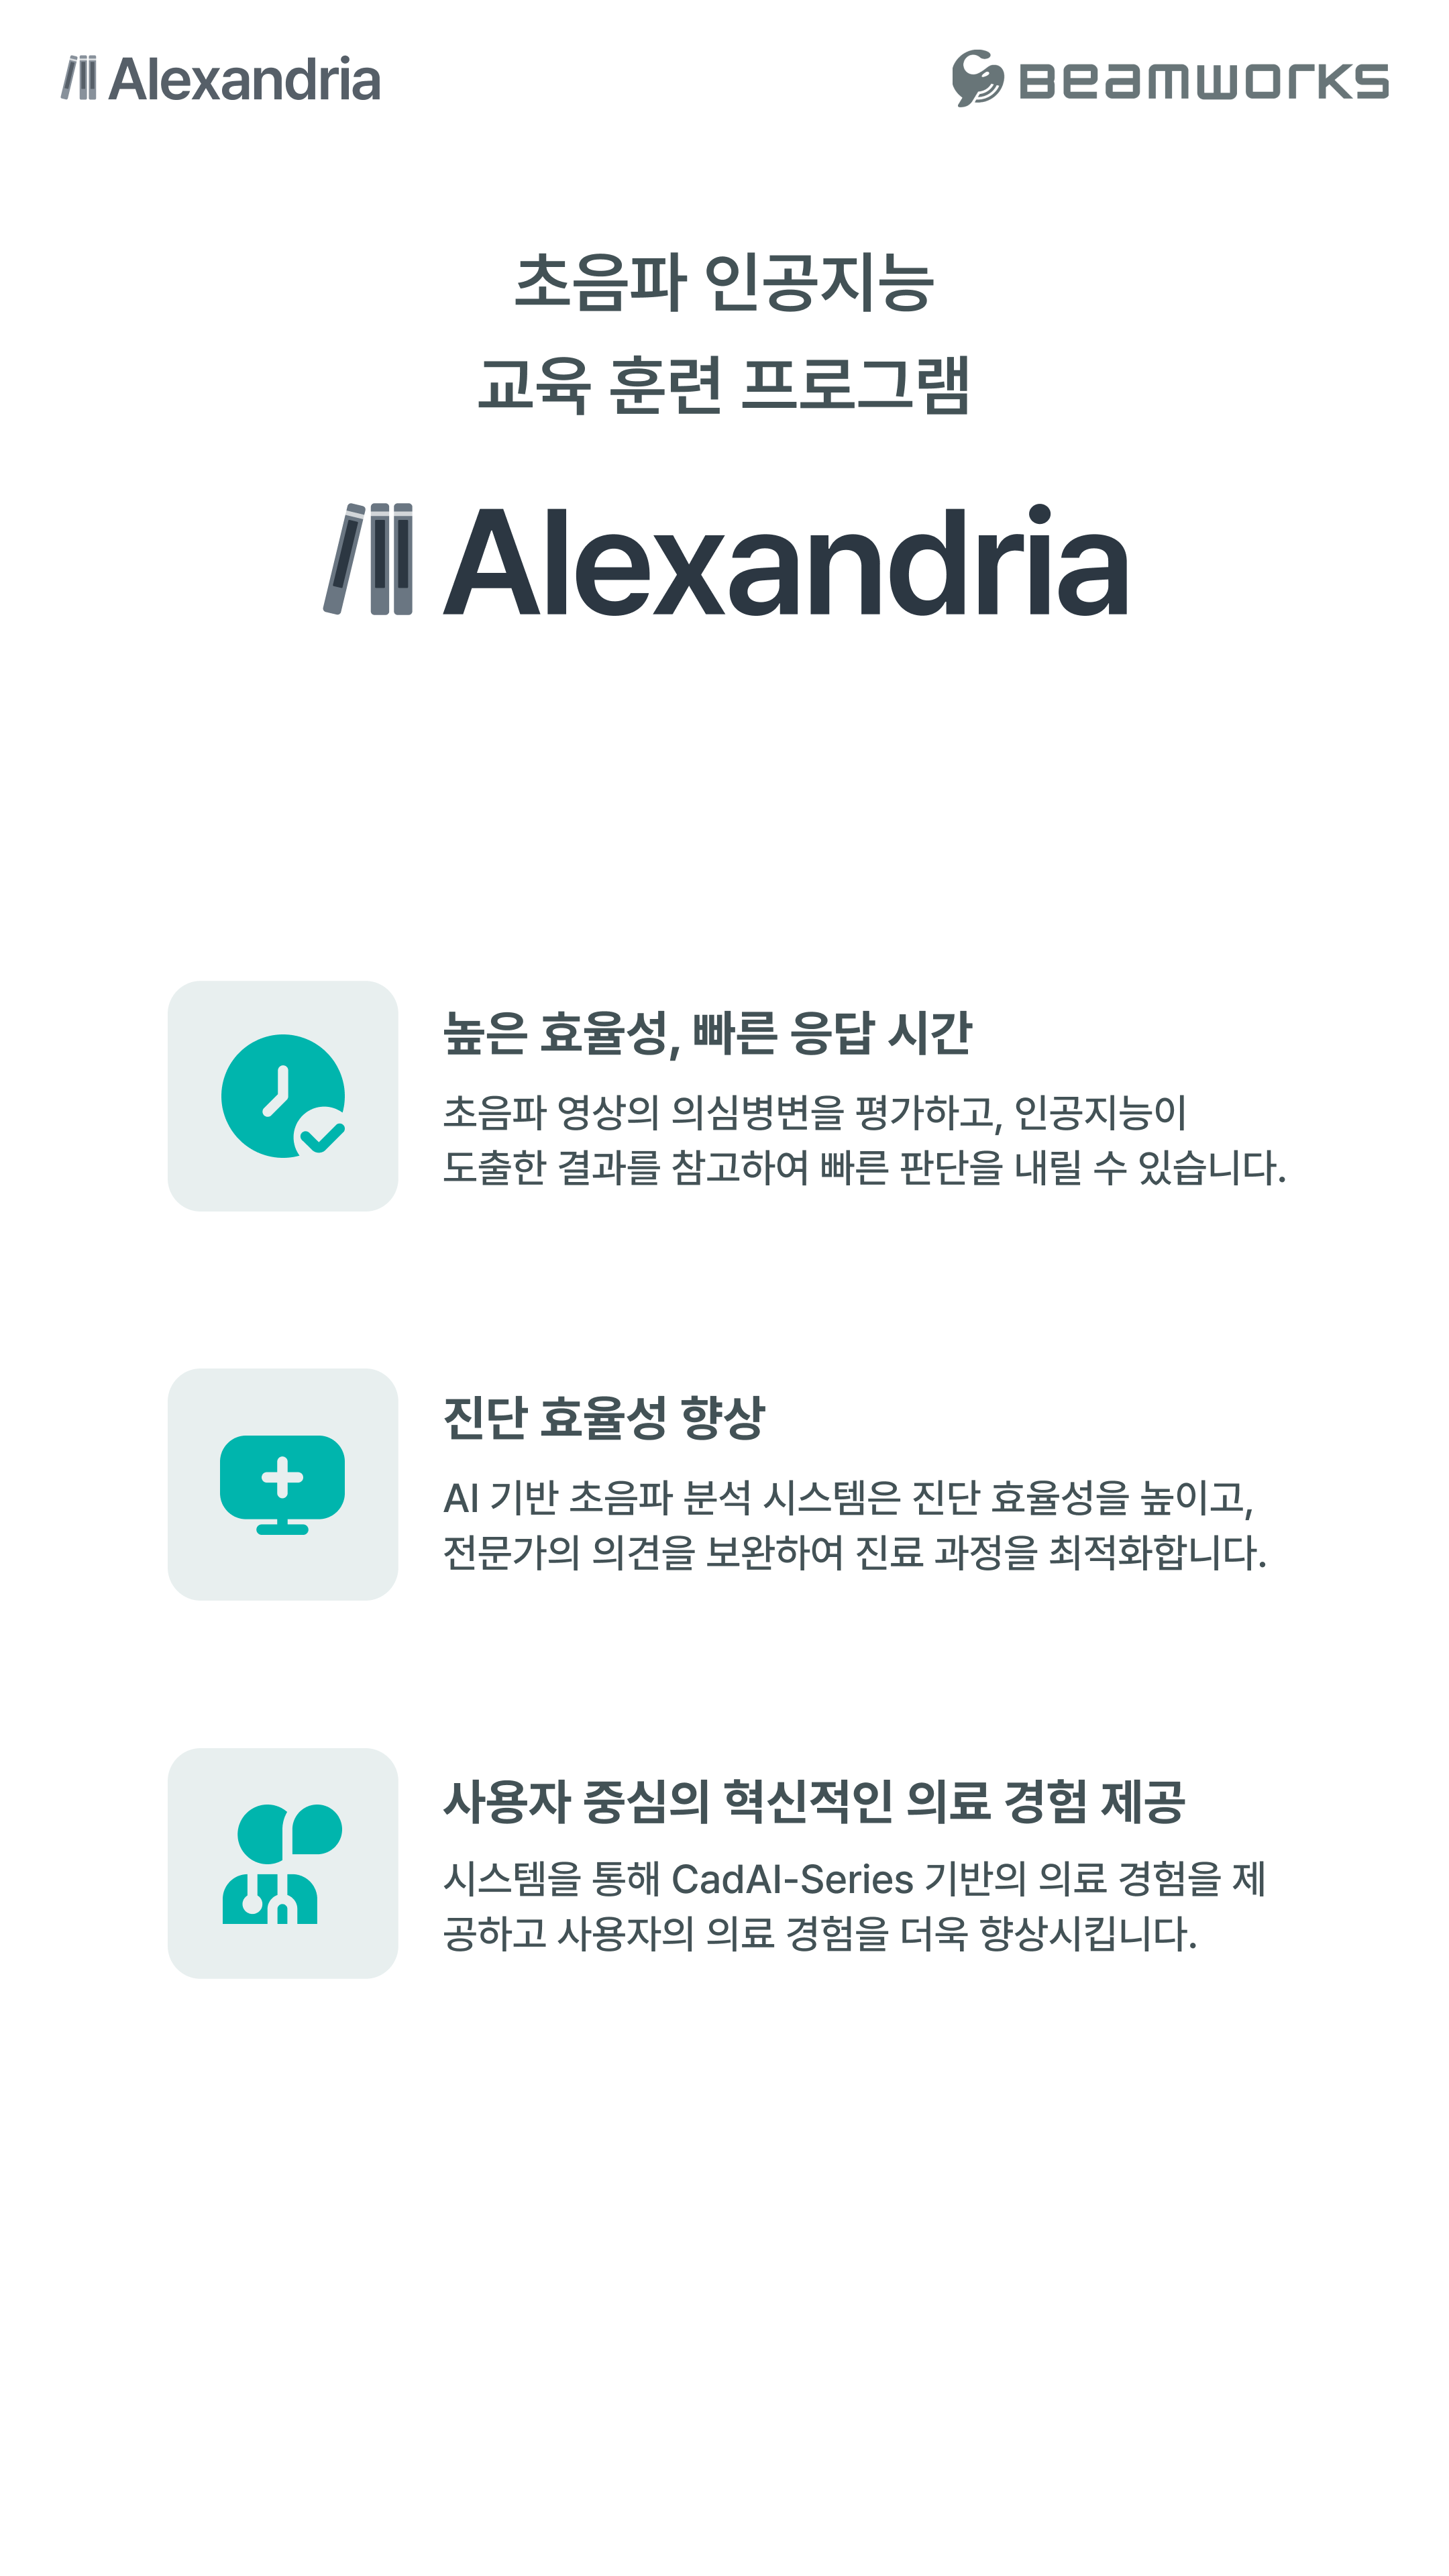 Alexandria
BEAMWORKS
초음파 인공지능
교육 훈련 프로그램
Alexandria
높은 효율성, 빠른 응답 시간
초음파 영상의 의심병변을 평가하고, 인공지능이
도출한 결과를 참고하여 빠른 판단을 내릴 수 있습니다.
진단 효율성 향상
AI 기반 초음파 분석 시스템은 진단 효율성을 높이고,
전문가의 의견을 보완하여 진료 과정을 최적화합니다.
사용자 중심의 혁신적인 의료 경험 제공
시스템을 통해 CadAI-Series 기반의 의료 경험을 제
공하고 사용자의 의료 경험을 더욱 향상시킵니다.